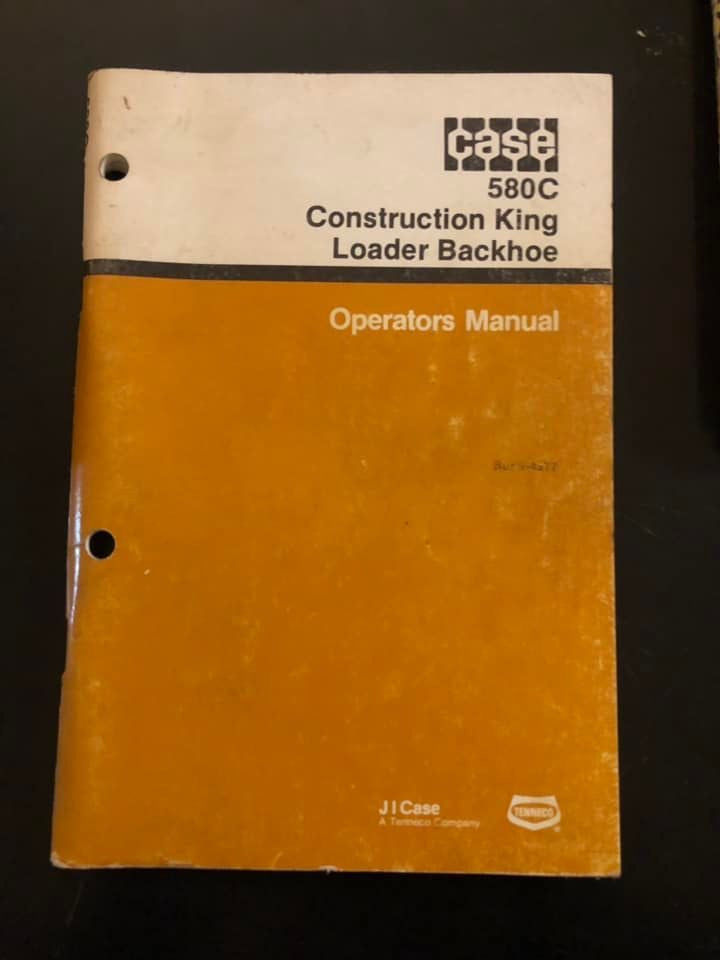 case
580C
Construction King
Loader Backhoe
Operators Manual
J I Case
A Tenneco Company
TENNECO
®